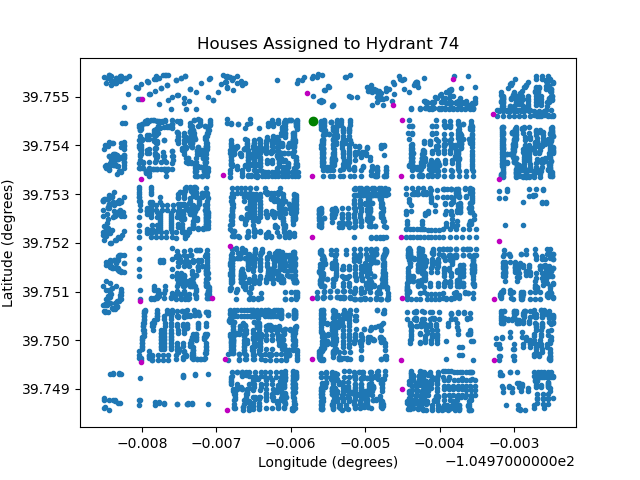 Houses Assigned to Hydrant 74
39.755
39.754
39.753
39.752
39.751
39.750
39.749
Latitude (degrees)
−0.008 −0.007 −0.006 −0.005 −0.004 −0.003
Longitude (degrees)
−1.0497000000e2